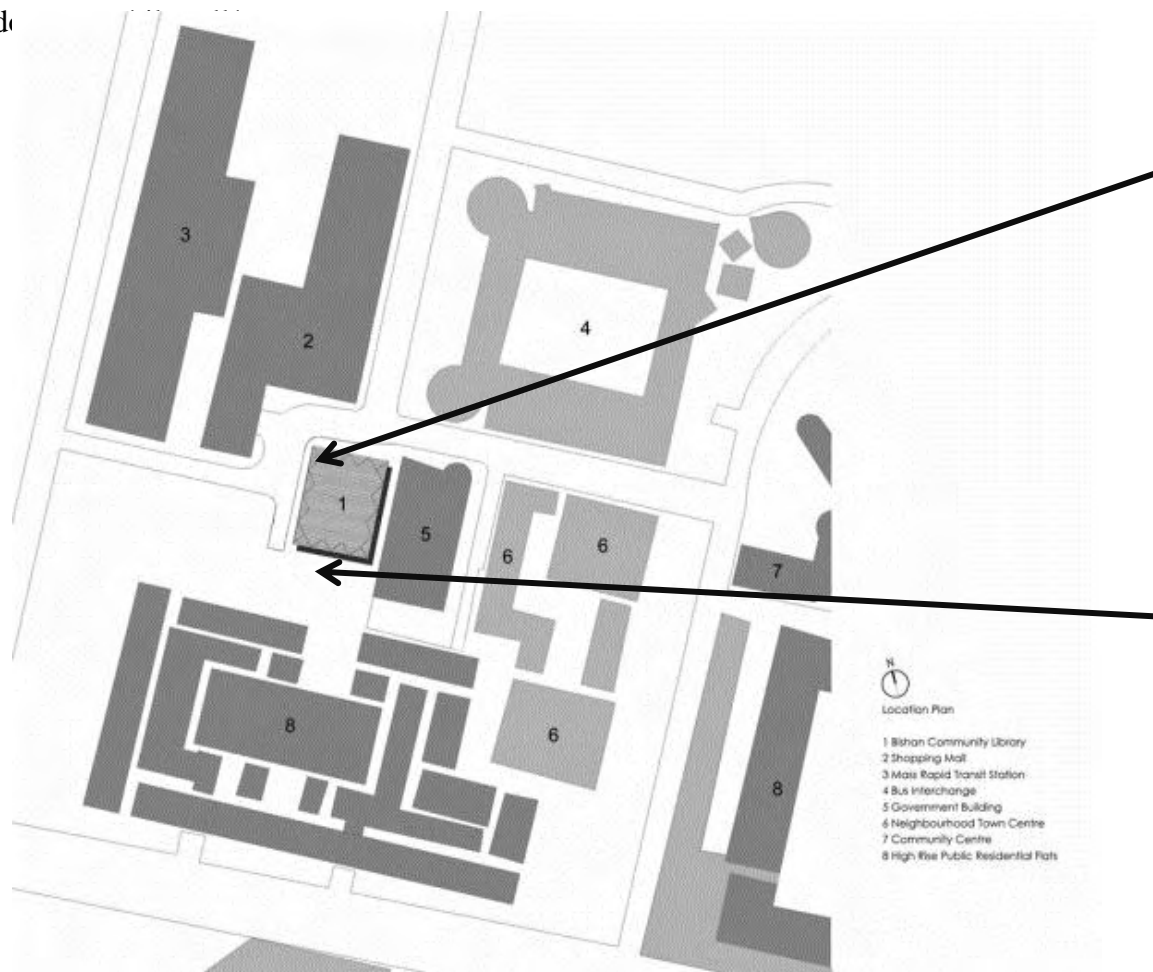 3
2
4
1
5
6
6
7
8
6
8
N
Location Plan
1 Bishan Community Library
2 Shopping Mall
3 Mass Rapid Transit Station
4 Bus Interchange
5 Government Building
6 Neighbourhood Town Centre
7 Community Centre
8 High Rise Public Residential Flats